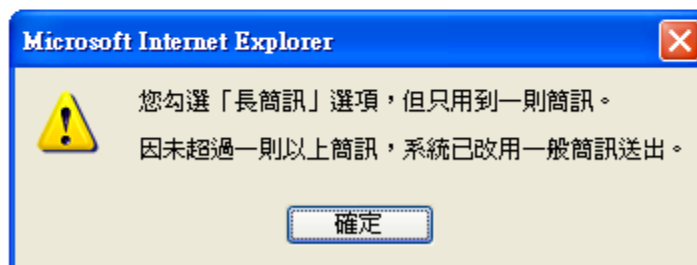 Microsoft Internet Explorer
您勾選「長簡訊」選項，但只用到一則簡訊。
因未超過一則以上簡訊，系統已改用一般簡訊送出。
確定